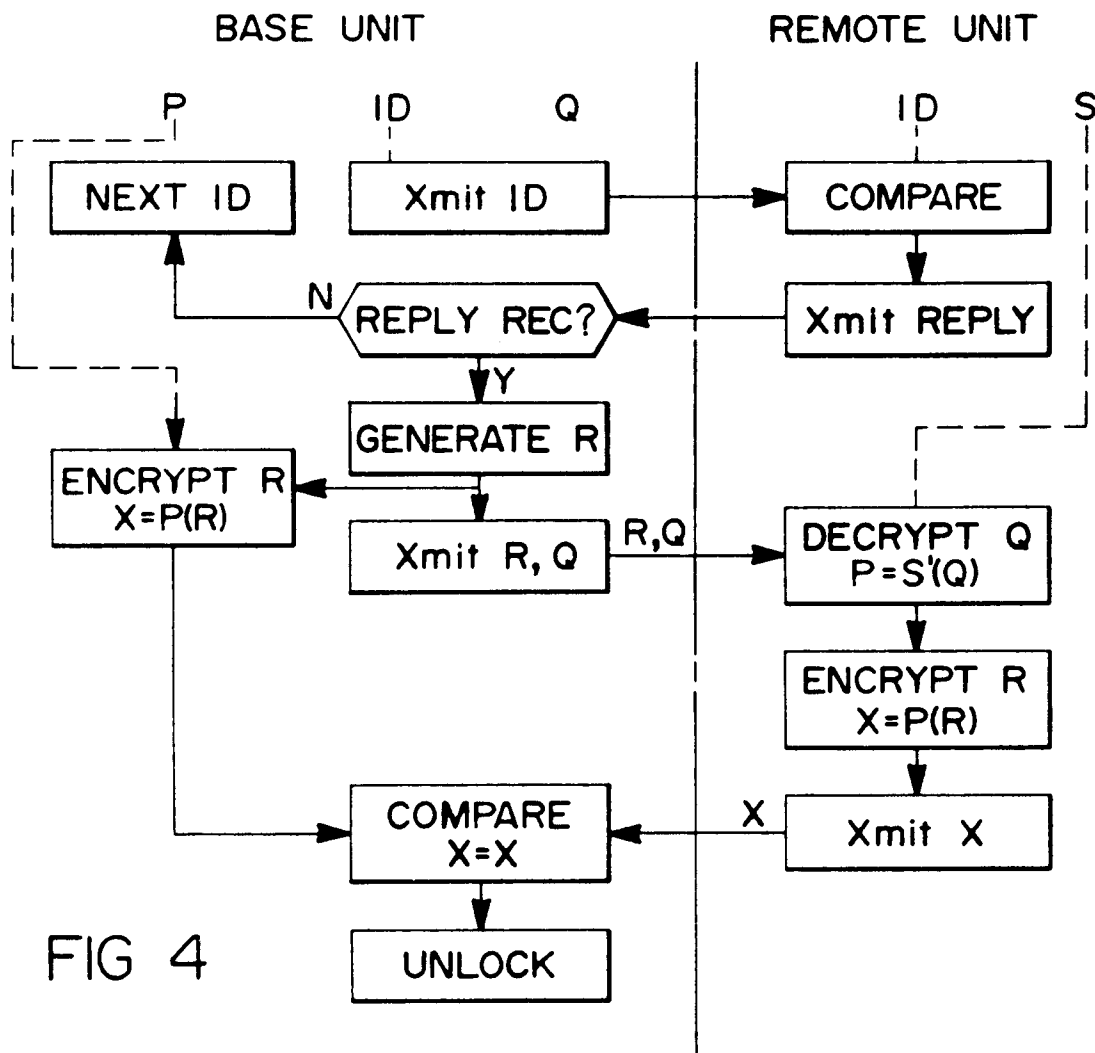 BASE UNIT
REMOTE UNIT
P
ID
Q
ID
S
NEXT ID
Xmit ID
COMPARE
N
REPLY REC?
Xmit REPLY
Y
GENERATE R
ENCRYPT R
X=P(R)
Xmit R, Q
R,Q
DECRYPT Q
P=S'(Q)
ENCRYPT R
X=P(R)
COMPARE
X=X
X
Xmit X
UNLOCK
FIG 4